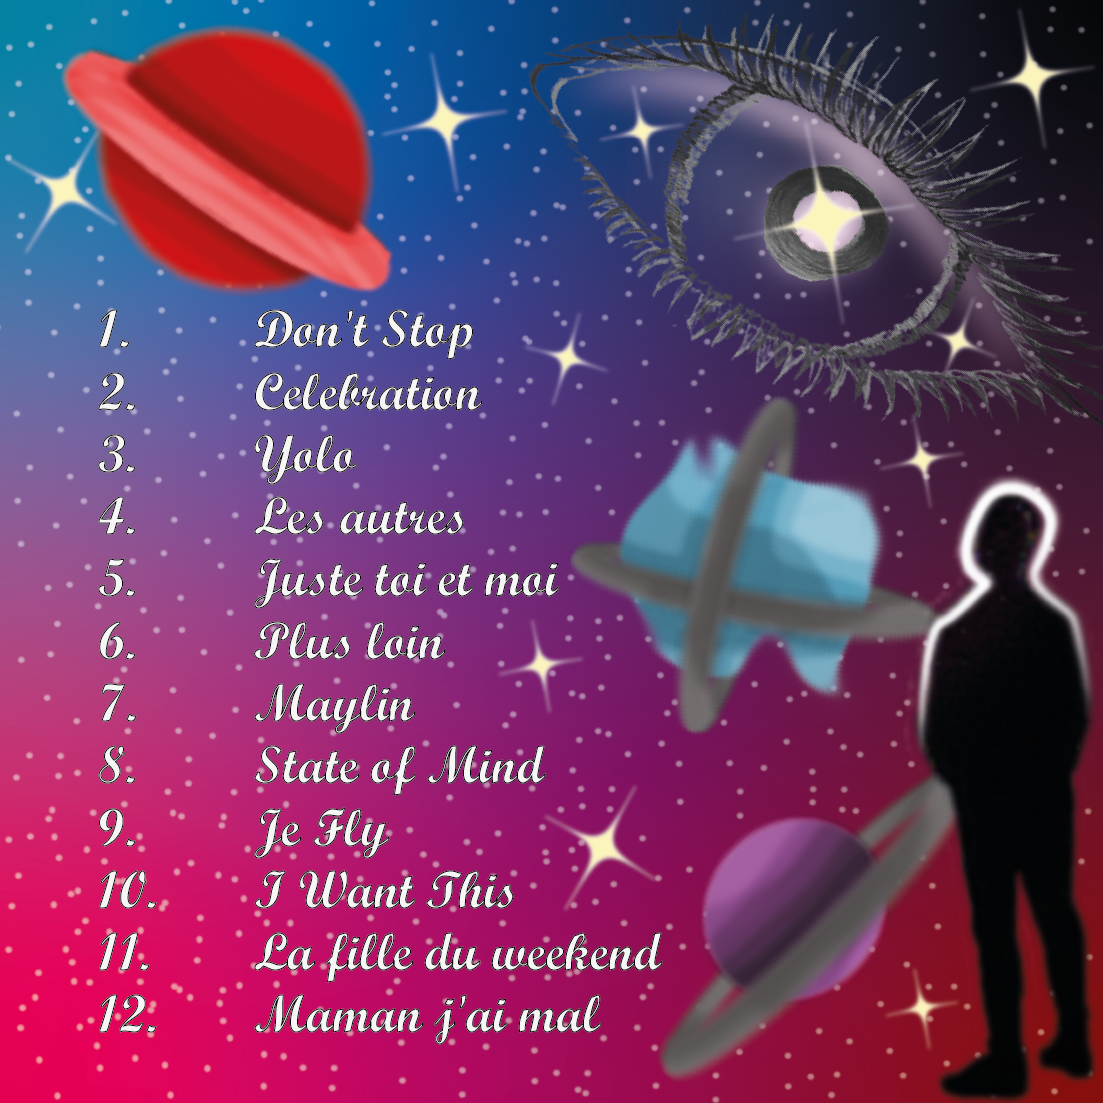 1. Don't Stop
2. Celebration
3. Yolo
4. Les autres
5. Juste toi et moi
6. Plus loin
7. Maylin
8. State of Mind
9. Je Fly
10. I Want This
11. La fille du weekend
12. Maman j'ai mal